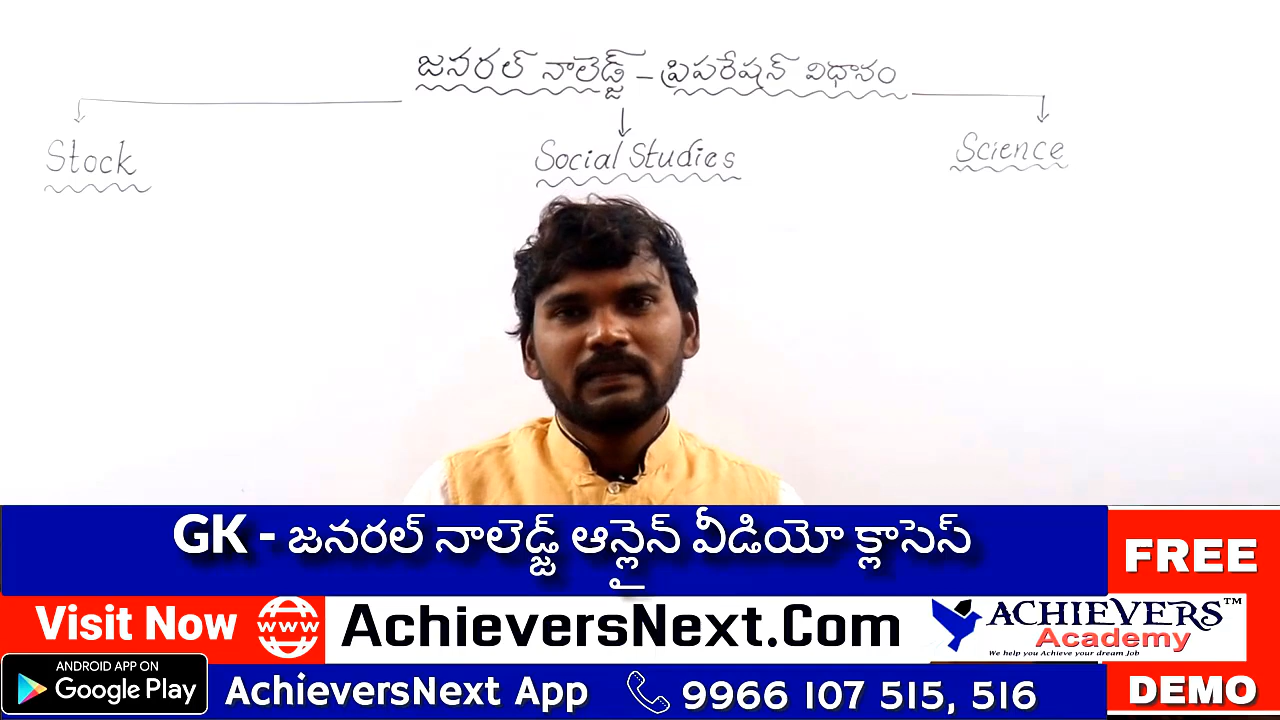 జనరల్ నాలెడ్జ్ – ప్రిపరేషన్ విధానం
Stock
Social Studies
Science
GK - జనరల్ నాలెడ్జ్ ఆన్లైన్ వీడియో క్లాసెస్
FREE
Visit Now
www
AchieversNext.Com
ACHIEVERS™
Academy
We help you Achieve your dream Job
ANDROID APP ON
Google Play
AchieversNext App
9966 107 515, 516
DEMO